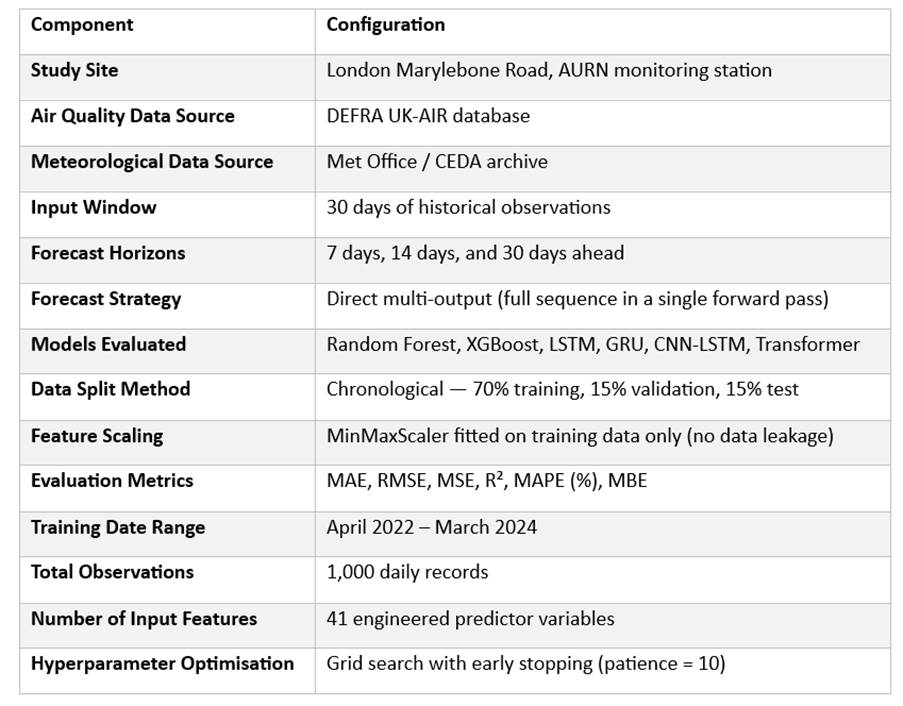 Component Configuration
Study Site London Marylebone Road, AURN monitoring station
Air Quality Data Source DEFRA UK-AIR database
Meteorological Data Source Met Office / CEDA archive
Input Window 30 days of historical observations
Forecast Horizons 7 days, 14 days, and 30 days ahead
Forecast Strategy Direct multi-output (full sequence in a single forward pass)
Models Evaluated Random Forest, XGBoost, LSTM, GRU, CNN-LSTM, Transformer
Data Split Method Chronological — 70% training, 15% validation, 15% test
Feature Scaling MinMaxScaler fitted on training data only (no data leakage)
Evaluation Metrics MAE, RMSE, MSE, R², MAPE (%), MBE
Training Date Range April 2022 – March 2024
Total Observations 1,000 daily records
Number of Input Features 41 engineered predictor variables
Hyperparameter Optimisation Grid search with early stopping (patience = 10)